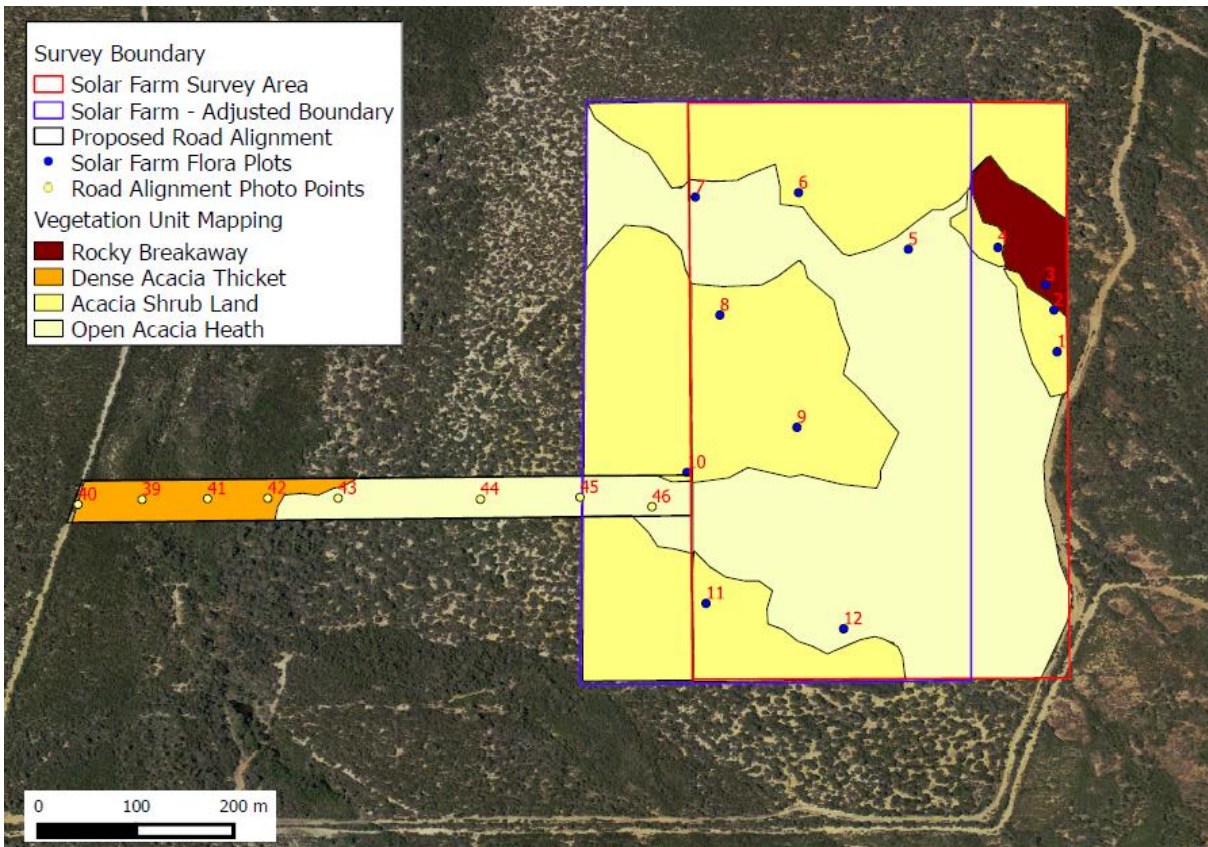 Survey Boundary
Solar Farm Survey Area
Solar Farm - Adjusted Boundary
Proposed Road Alignment
Solar Farm Flora Plots
Road Alignment Photo Points
Vegetation Unit Mapping
Rocky Breakaway
Dense Acacia Thicket
Acacia Shrub Land
Open Acacia Heath
7
6
5
4
3
2
1
8
9
10
40
39
41
42
43
44
45
46
11
12
0 100 200 m